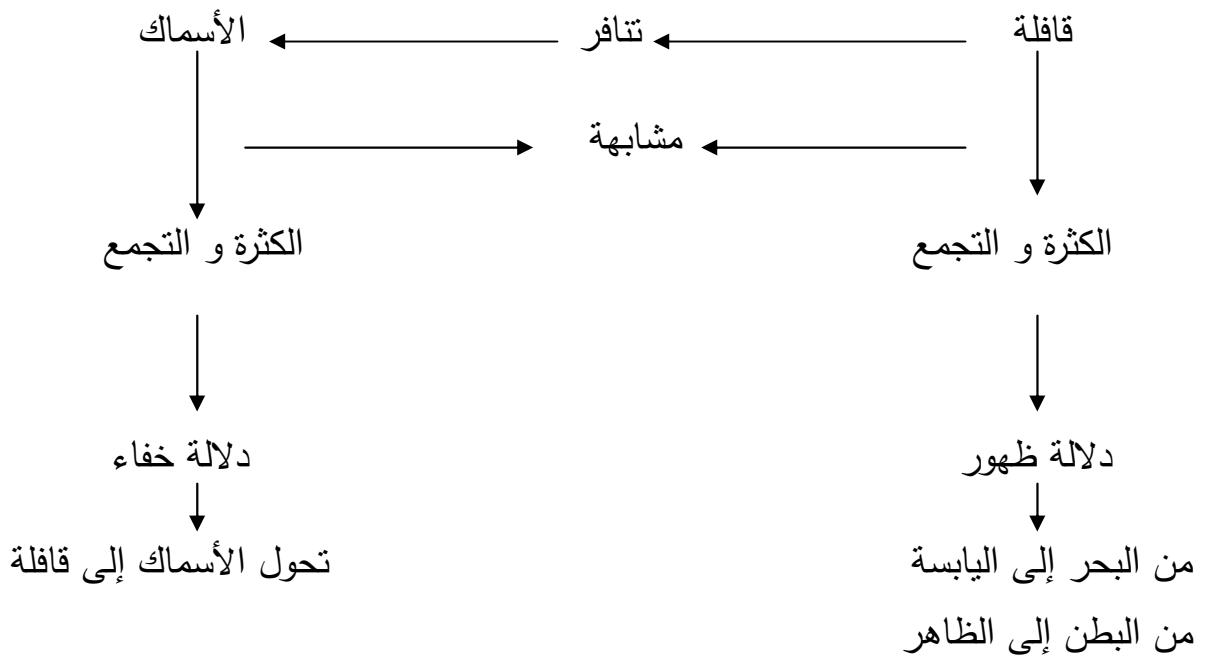 قافلة تنافر الأسماك
مشابهة
الكثرة و التجمع الكثرة و التجمع
دلالة ظهور دلالة خفاء
من البحر إلى اليابسة تحول الأسماك إلى قافلة
من البطن إلى الظاهر